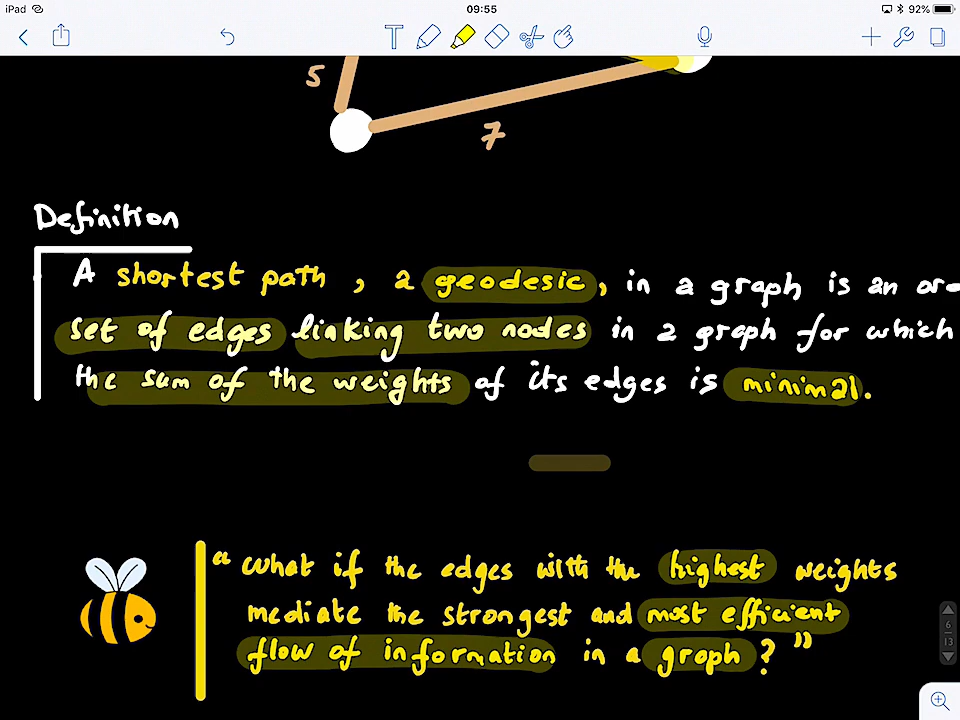 iPad
09:55
92%
5
7
Definition
A shortest path, a geodesic, in a graph is an
set of edges linking two nodes in a graph for which
the sum of the weights of its edges is minimal.
"What if the edges with the highest weights
mediate the strongest and most efficient
flow of information in a graph?"
6
13